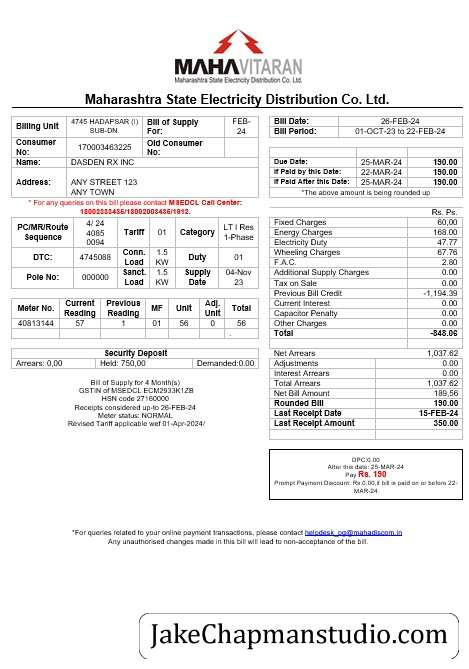 MAHAVITARAN
Maharashtra State Electricity Distribution Co. Ltd.
Maharashtra State Electricity Distribution Co. Ltd.
Billing Unit 4745 HADAPSAR (I) SUB-DN. Bill of Supply For: FEB-24
Consumer No: 170003463225 Old Consumer No:
Name: DASDEN RX INC
Address: ANY STREET 123
ANY TOWN
* For any queries on this bill please contact MSEDCL Call Center:
18002333435/18002003435/1912.
PC/MR/Route Sequence 4/ 24 4085 0094 Tariff 01 Category LT I Res 1-Phase
DTC: 4745088 Conn. Load 1.5 KW Duty 01
Pole No: 000000 Sanct. Load 1.5 KW Supply Date 04-Nov 23
Meter No. Current Reading Previous Reading MF Unit Adj. Unit Total
40813144 57 1 01 56 0 56
.
Security Deposit
Arrears: 0,00 Held: 750,00 Demanded:0.00
Bill of Supply for 4 Month(s)
GSTIN of MSEDCL ECM2933K1ZB
HSN code 27160000
Receipts considered up-to 26-FEB-24
Meter status: NORMAL
Revised Tariff applicable wef 01-Apr-2024/
Bill Date: 26-FEB-24
Bill Period: 01-OCT-23 to 22-FEB-24
Due Date: 25-MAR-24 190.00
If Paid by this Date: 22-MAR-24 190.00
If Paid After this Date: 25-MAR-24 190.00
*The above amount is being rounded up
Rs. Ps.
Fixed Charges 60,00
Energy Charges 168.00
Electricity Duty 47.77
Wheeling Charges 67.76
F.A.C. 2.80
Additional Supply Charges 0.00
Tax on Sale 0.00
Previous Bill Credit -1,194.39
Current Interest 0.00
Capacitor Penalty 0.00
Other Charges 0.00
Total -848.06
Net Arrears 1,037.62
Adjustments 0.00
Interest Arrears 0.00
Total Arrears 1,037.62
Net Bill Amount 189,56
Rounded Bill 190.00
Last Receipt Date 15-FEB-24
Last Receipt Amount 350.00
DPC:0.00
After this date: 25-MAR-24
Pay Rs. 190
Prompt Payment Discount: Rs.0.00,if bill is paid on or before 22-
MAR-24
*For queries related to your online payment transactions, please contact helpdesk_pg@mahadiscom.in
Any unauthorised changes made in this bill will lead to non-acceptance of the bill.
JakeChapmanstudio.com